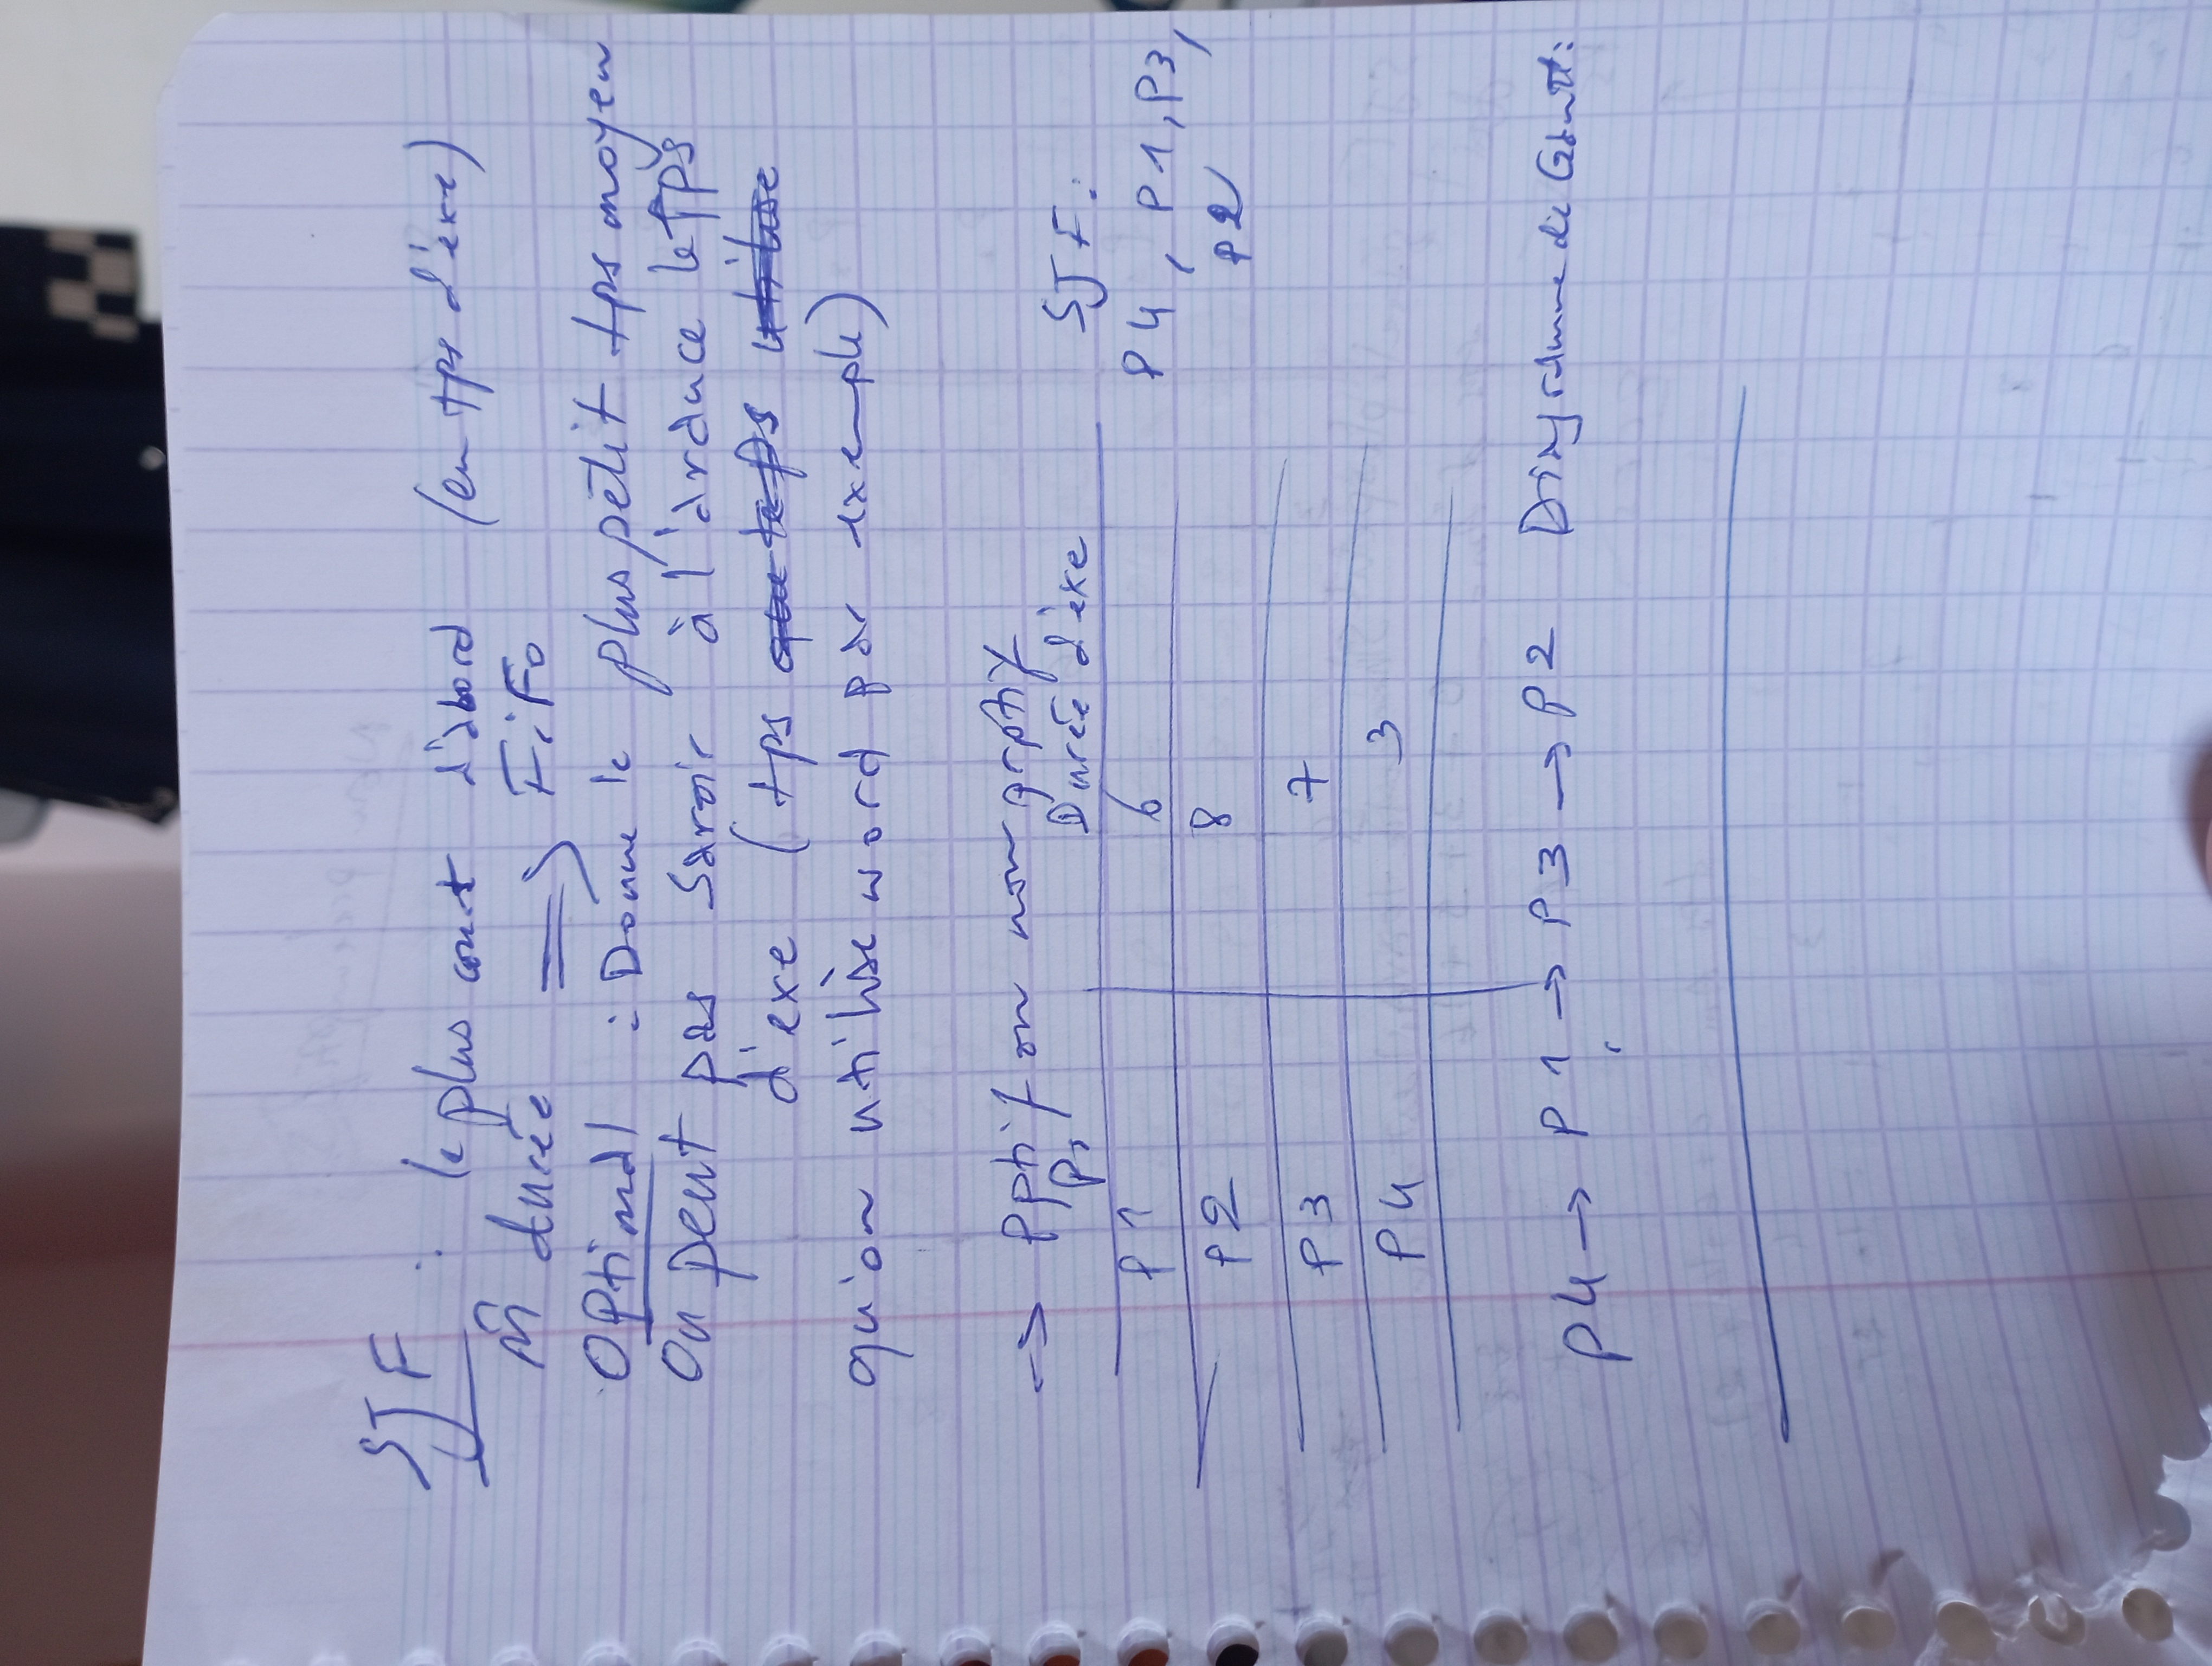 SJF : le plus court d'abord (en tps d'exe)
m̂ durée => FiFo
Optimal : Donne le plus petit tps moyen
On peut pas savoir à l'avance le tps
d'exe (tps que le ps utilise
qu'on utilise word par exemple)
-> pptif ou non prptif
Ps Durée d'exe SJF :
P1 6 P4, P1, P3,
P2 8 P2
P3 7
P4 3
P4 -> P1 -> P3 -> P2 Diagramme de Gantt :